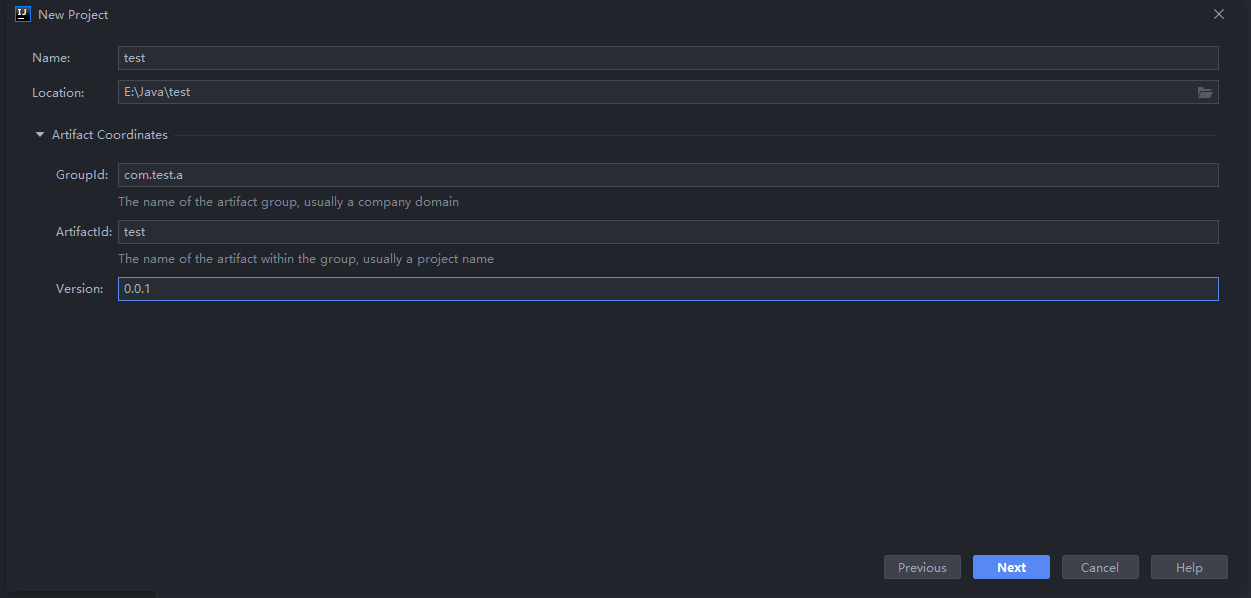 New Project
Name: test
Location: E:\Java\test
Artifact Coordinates
GroupId: com.test.a
The name of the artifact group, usually a company domain
ArtifactId: test
The name of the artifact within the group, usually a project name
Version: 0.0.1
Previous Next Cancel Help